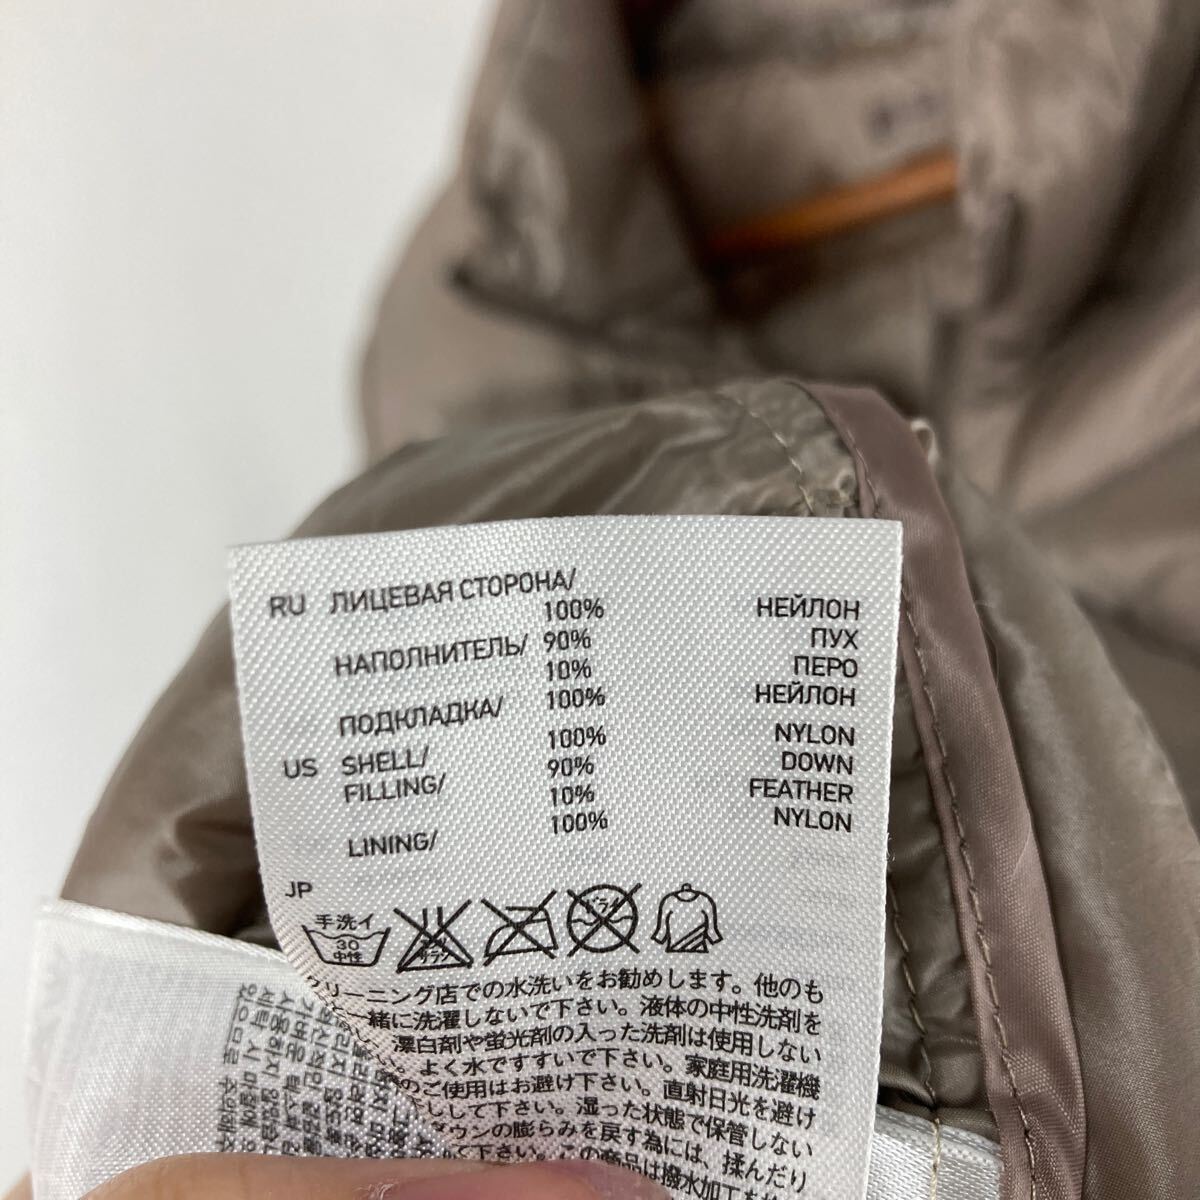 RU ЛИЦЕВАЯ СТОРОНА/
100% НЕЙЛОН
НАПОЛНИТЕЛЬ/ 90% ПУХ
10% ПЕРО
ПОДКЛАДКА/ 100% НЕЙЛОН
US SHELL/ 100% NYLON
FILLING/ 90% DOWN
10% FEATHER
LINING/ 100% NYLON
JP
手洗イ
30
中性
リーニング店での水洗いをお勧めします。他のも
一緒に洗濯しないで下さい。液体の中性洗剤を
漂白剤や蛍光剤の入った洗剤は使用しない
よく水ですすいで下さい。家庭用洗濯機
のご使用はお避け下さい。直射日光を避け
して下さい。湿った状態で保管しない
ダウンの膨らみを戻す為には、揉んだり
て下さい。この商品は撥水加工を